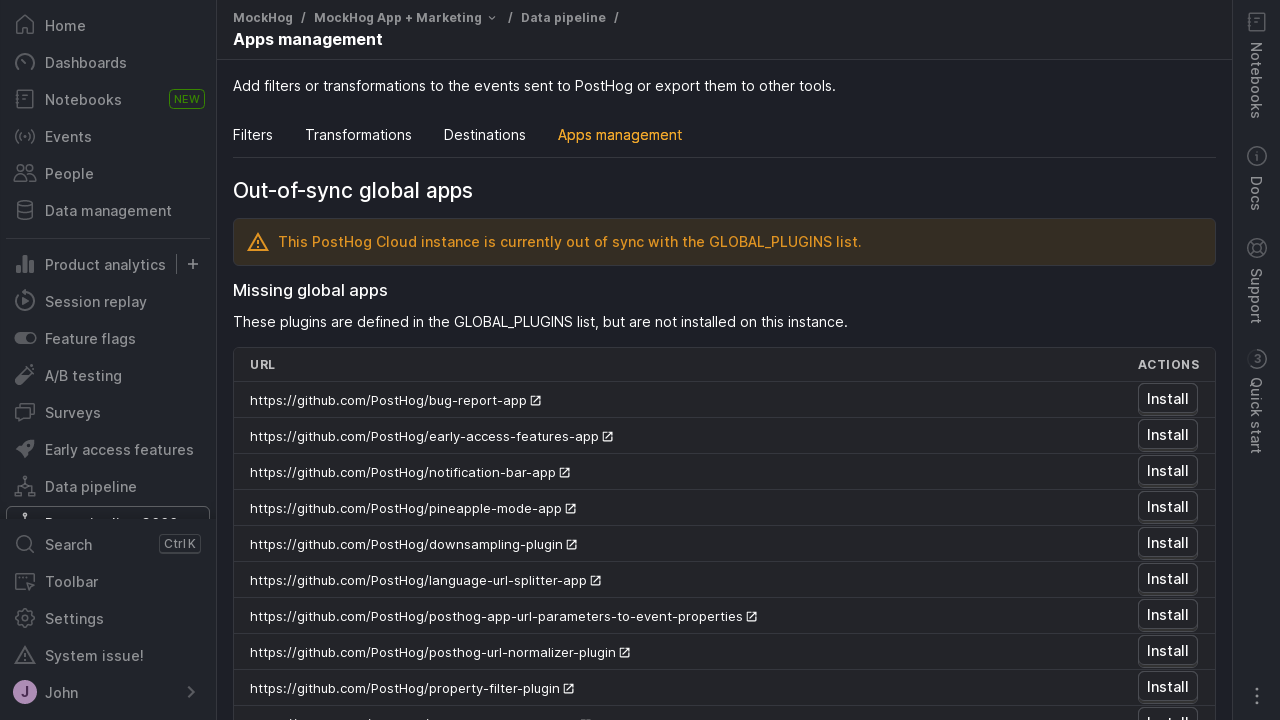 Home
Dashboards
Notebooks
NEW
Events
People
Data management
Product analytics
Session replay
Feature flags
A/B testing
Surveys
Early access features
Data pipeline
Search
Ctrl K
Toolbar
Settings
System issue!
J
John
MockHog / MockHog App + Marketing / Data pipeline /
Apps management
Add filters or transformations to the events sent to PostHog or export them to other tools.
Filters
Transformations
Destinations
Apps management
Out-of-sync global apps
This PostHog Cloud instance is currently out of sync with the GLOBAL_PLUGINS list.
Missing global apps
These plugins are defined in the GLOBAL_PLUGINS list, but are not installed on this instance.
URL ACTIONS
https://github.com/PostHog/bug-report-app Install
https://github.com/PostHog/early-access-features-app Install
https://github.com/PostHog/notification-bar-app Install
https://github.com/PostHog/pineapple-mode-app Install
https://github.com/PostHog/downsampling-plugin Install
https://github.com/PostHog/language-url-splitter-app Install
https://github.com/PostHog/posthog-app-url-parameters-to-event-properties Install
https://github.com/PostHog/posthog-url-normalizer-plugin Install
https://github.com/PostHog/property-filter-plugin Install
Notebooks
Docs
Support
3
Quick start